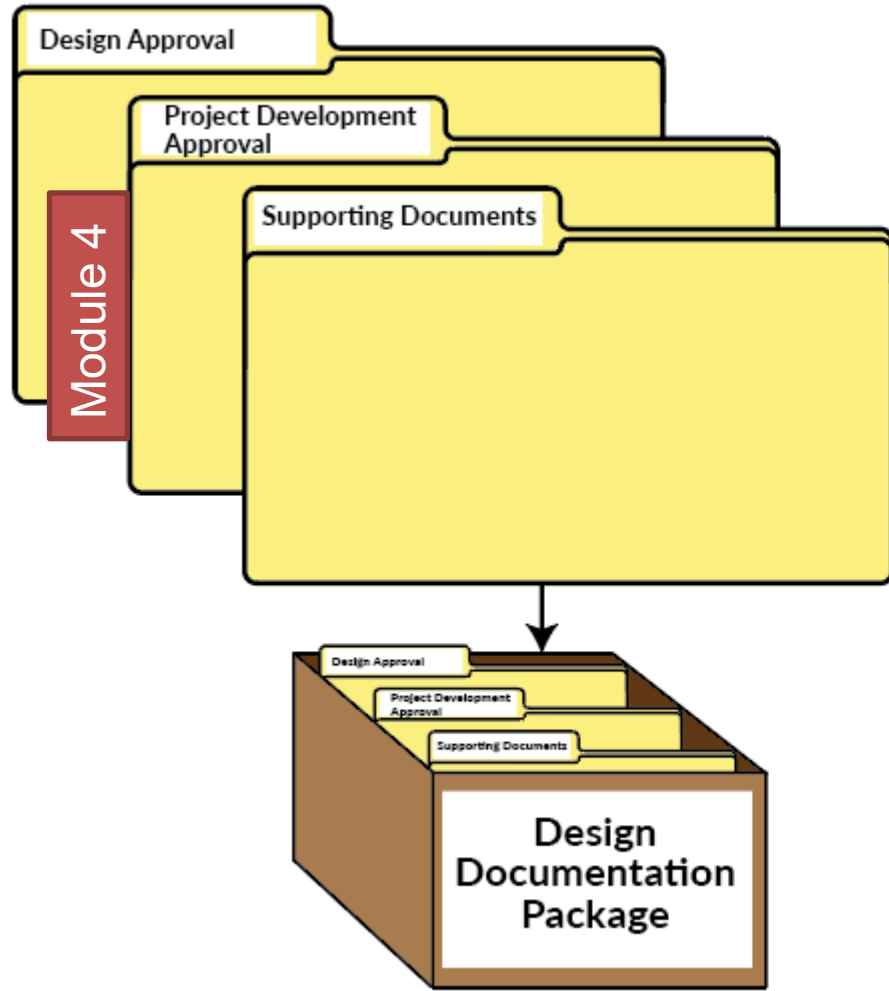 Design Approval
Project Development
Approval
Supporting Documents
Module 4
Design Approval
Project Development
Approval
Supporting Documents
Design
Documentation
Package